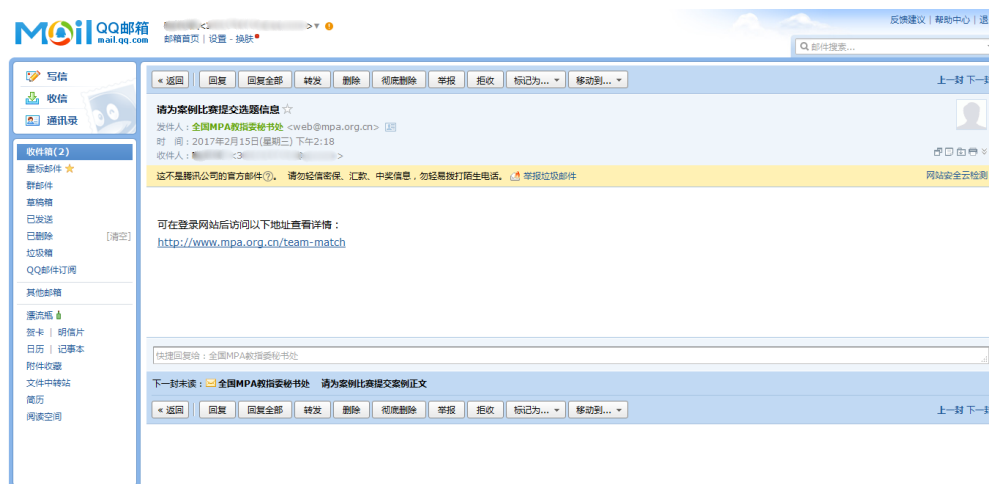 MOil QQ邮箱 mail.qq.com
邮箱首页 | 设置 - 换肤
反馈建议 | 帮助中心 | 退
邮件搜索...
写信
收信
通讯录
收件箱(2)
星标邮件
群邮件
草稿箱
已发送
已删除 [清空]
垃圾箱
QQ邮件订阅
其他邮箱
漂流瓶
贺卡 | 明信片
日历 | 记事本
附件收藏
文件中转站
简历
阅读空间
« 返回 回复 回复全部 转发 删除 彻底删除 举报 拒收 标记为... 移动到... 上一封 下一封
请为案例比赛提交选题信息☆
发件人：全国MPA教指委秘书处 <web@mpa.org.cn>
时 间：2017年2月15日(星期三) 下午2:18
收件人：
这不是腾讯公司的官方邮件?。 请勿轻信密保、汇款、中奖信息，勿轻易拨打陌生电话。 举报垃圾邮件 网站安全云检测
可在登录网站后访问以下地址查看详情：
http://www.mpa.org.cn/team-match
快捷回复给：全国MPA教指委秘书处
下一封未读： 全国MPA教指委秘书处 请为案例比赛提交案例正文
« 返回 回复 回复全部 转发 删除 彻底删除 举报 拒收 标记为... 移动到... 上一封 下一封